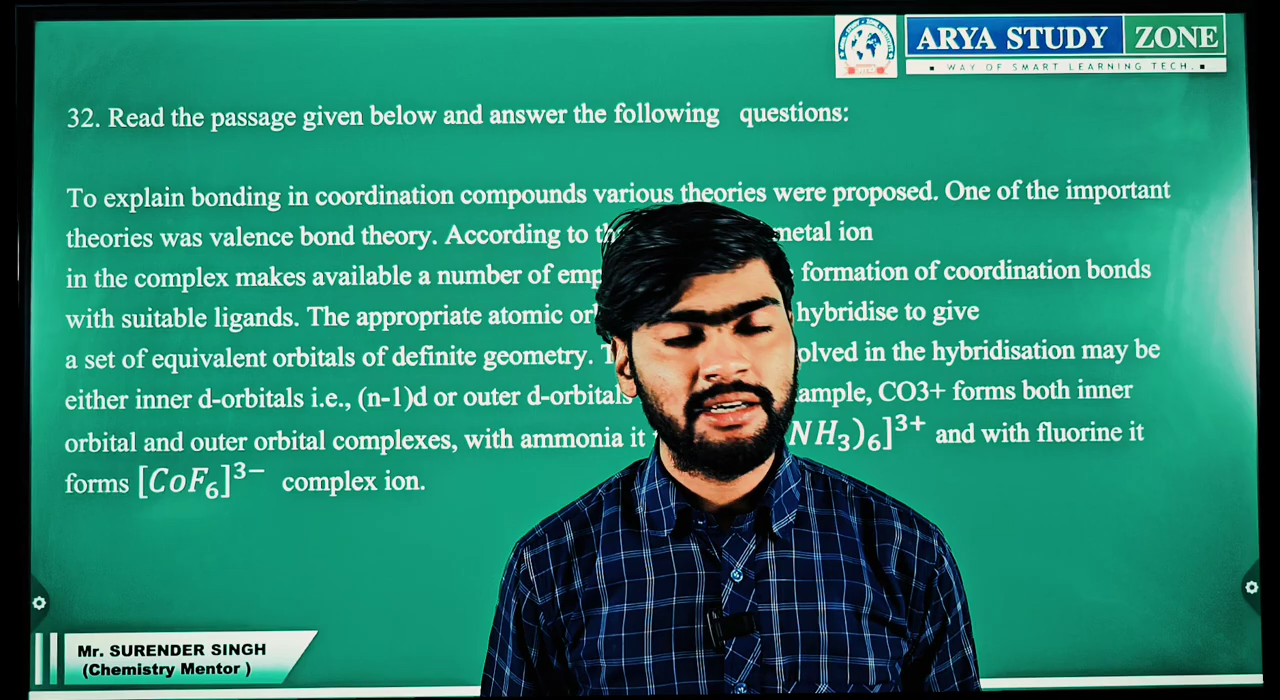 ARYA STUDY ZONE
WAY OF SMART LEARNING TECH.
32. Read the passage given below and answer the following questions:
To explain bonding in coordination compounds various theories were proposed. One of the important
theories was valence bond theory. According to metal ion
in the complex makes available a number of formation of coordination bonds
with suitable ligands. The appropriate atomic hybridise to give
a set of equivalent orbitals of definite geometry. in the hybridisation may be
either inner d-orbitals i.e., (n-1)d or outer d-orbitals CO3+ forms both inner
orbital and outer orbital complexes, with ammonia it NH₃)₆]³⁺ and with fluorine it
forms [CoF₆]³⁻ complex ion.
Mr. SURENDER SINGH
(Chemistry Mentor )